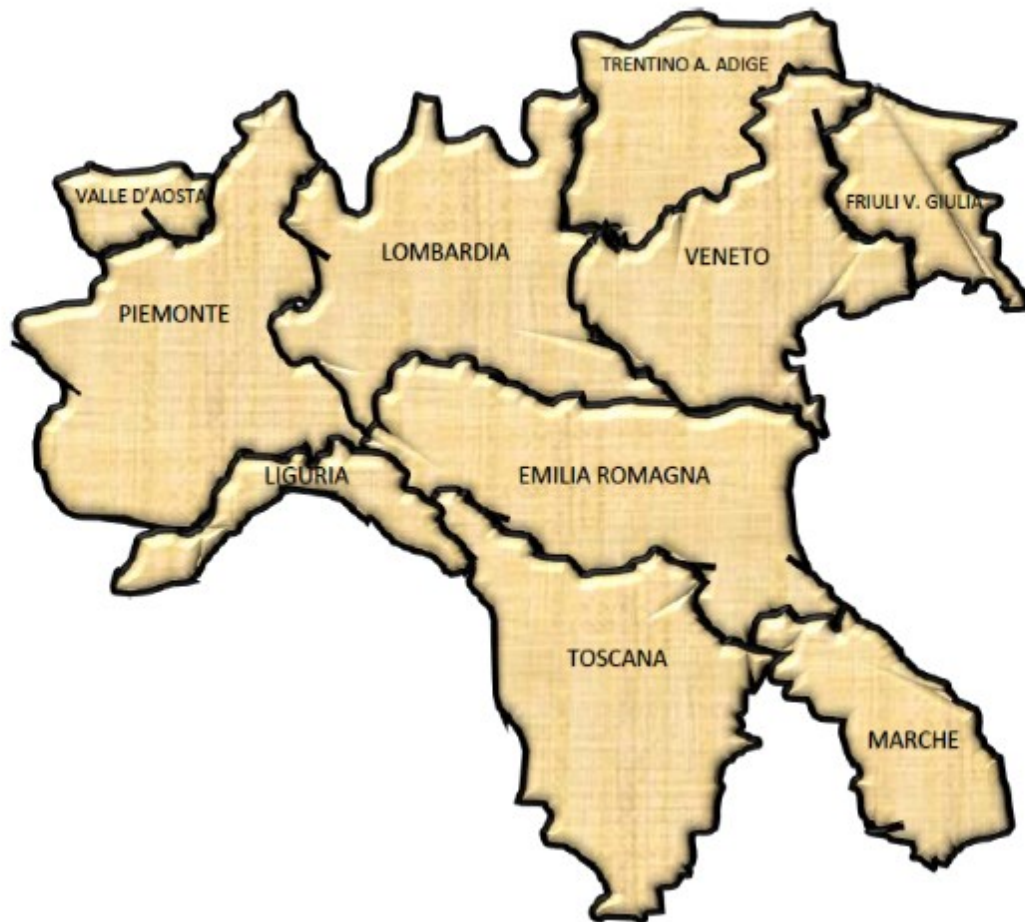 TRENTINO A. ADIGE
VALLE D'AOSTA
FRIULI V. GIULIA
LOMBARDIA
VENETO
PIEMONTE
LIGURIA
EMILIA ROMAGNA
TOSCANA
MARCHE